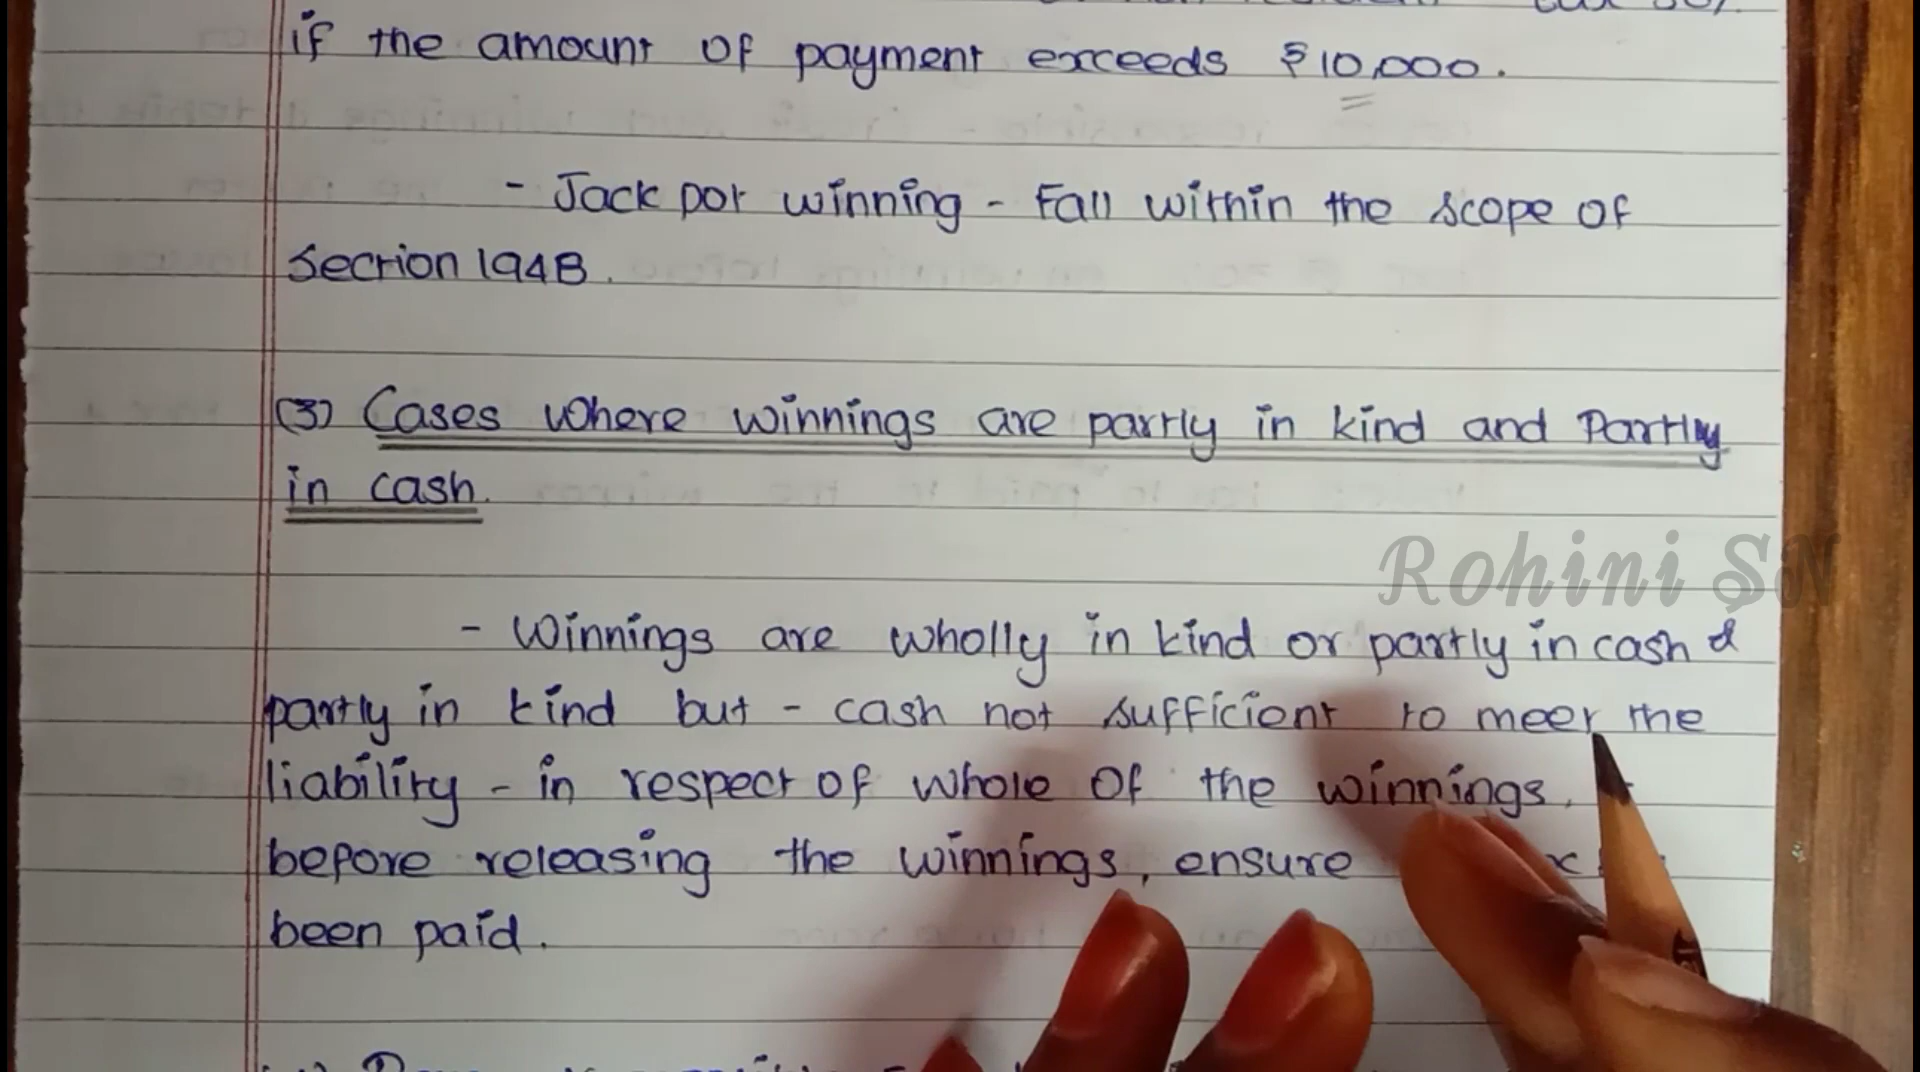 if the amount of payment exceeds ₹10,000.
- Jack pot winning - Fall within the scope of
Section 194B.
(3) Cases where winnings are partly in kind and Partly
in cash.
Rohini SN
- Winnings are wholly in kind or partly in cash &
partly in kind but - cash not sufficient to meet the
liability - in respect of whole of the winnings,
before releasing the winnings, ensure
been paid.